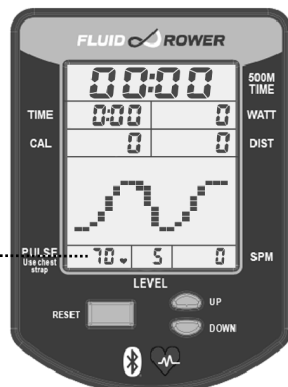 FLUID ROWER
00:00 500M TIME
TIME 0:00 0 WATT
CAL 0 0 DIST
PULSE Use chest strap 70 5 0 SPM
LEVEL
RESET UP
DOWN